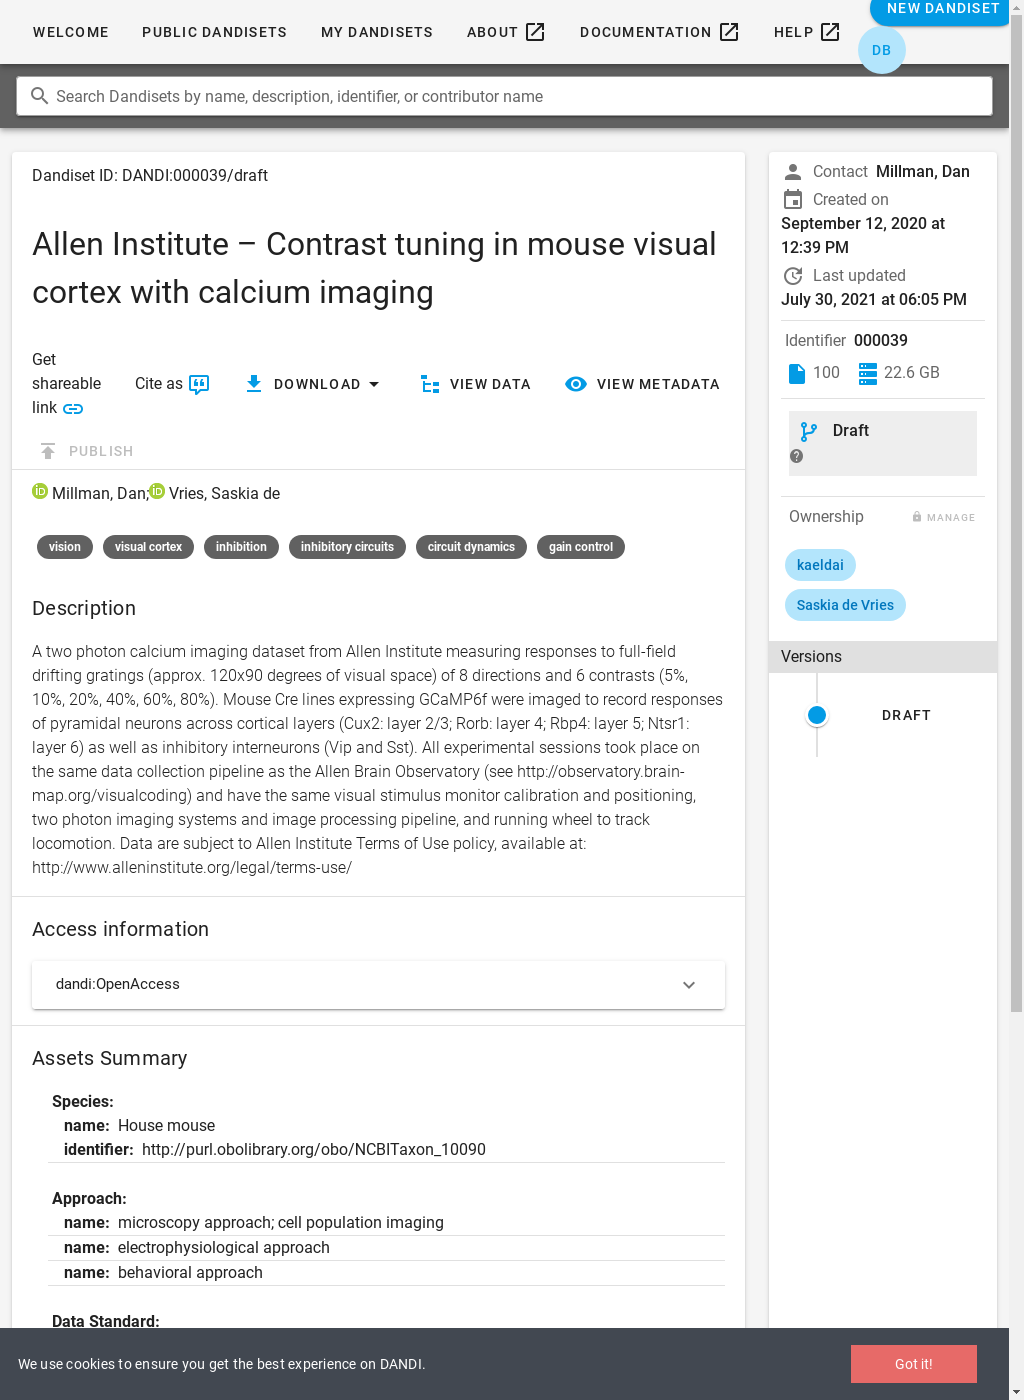 WELCOME PUBLIC DANDISETS MY DANDISETS ABOUT DOCUMENTATION HELP
NEW DANDISET
DB
Search Dandisets by name, description, identifier, or contributor name
Dandiset ID: DANDI:000039/draft
Allen Institute – Contrast tuning in mouse visual
cortex with calcium imaging
Get
shareable
link
Cite as
DOWNLOAD
VIEW DATA
VIEW METADATA
PUBLISH
iD Millman, Dan;iD Vries, Saskia de
vision visual cortex inhibition inhibitory circuits circuit dynamics gain control
Description
A two photon calcium imaging dataset from Allen Institute measuring responses to full-field
drifting gratings (approx. 120x90 degrees of visual space) of 8 directions and 6 contrasts (5%,
10%, 20%, 40%, 60%, 80%). Mouse Cre lines expressing GCaMP6f were imaged to record responses
of pyramidal neurons across cortical layers (Cux2: layer 2/3; Rorb: layer 4; Rbp4: layer 5; Ntsr1:
layer 6) as well as inhibitory interneurons (Vip and Sst). All experimental sessions took place on
the same data collection pipeline as the Allen Brain Observatory (see http://observatory.brain-
map.org/visualcoding) and have the same visual stimulus monitor calibration and positioning,
two photon imaging systems and image processing pipeline, and running wheel to track
locomotion. Data are subject to Allen Institute Terms of Use policy, available at:
http://www.alleninstitute.org/legal/terms-use/
Access information
dandi:OpenAccess
Assets Summary
Species:
name: House mouse
identifier: http://purl.obolibrary.org/obo/NCBITaxon_10090
Approach:
name: microscopy approach; cell population imaging
name: electrophysiological approach
name: behavioral approach
Data Standard:
Contact Millman, Dan
Created on
September 12, 2020 at
12:39 PM
Last updated
July 30, 2021 at 06:05 PM
Identifier 000039
100 22.6 GB
Draft
?
Ownership MANAGE
kaeldai
Saskia de Vries
Versions
DRAFT
We use cookies to ensure you get the best experience on DANDI.
Got it!